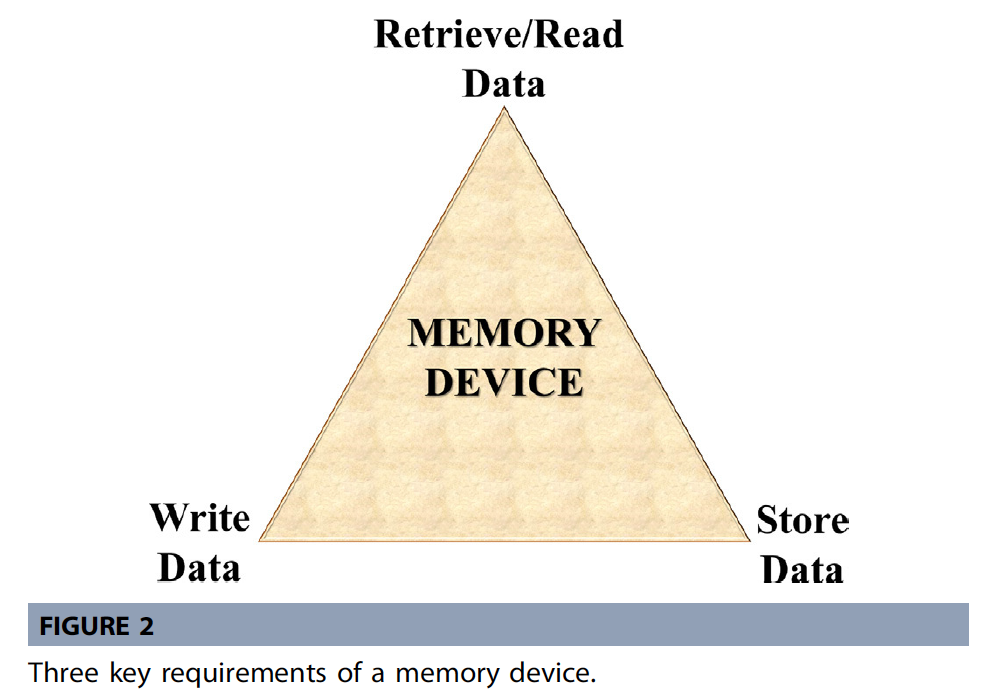 Retrieve/Read
Data
MEMORY
DEVICE
Write
Data
Store
Data
FIGURE 2
Three key requirements of a memory device.